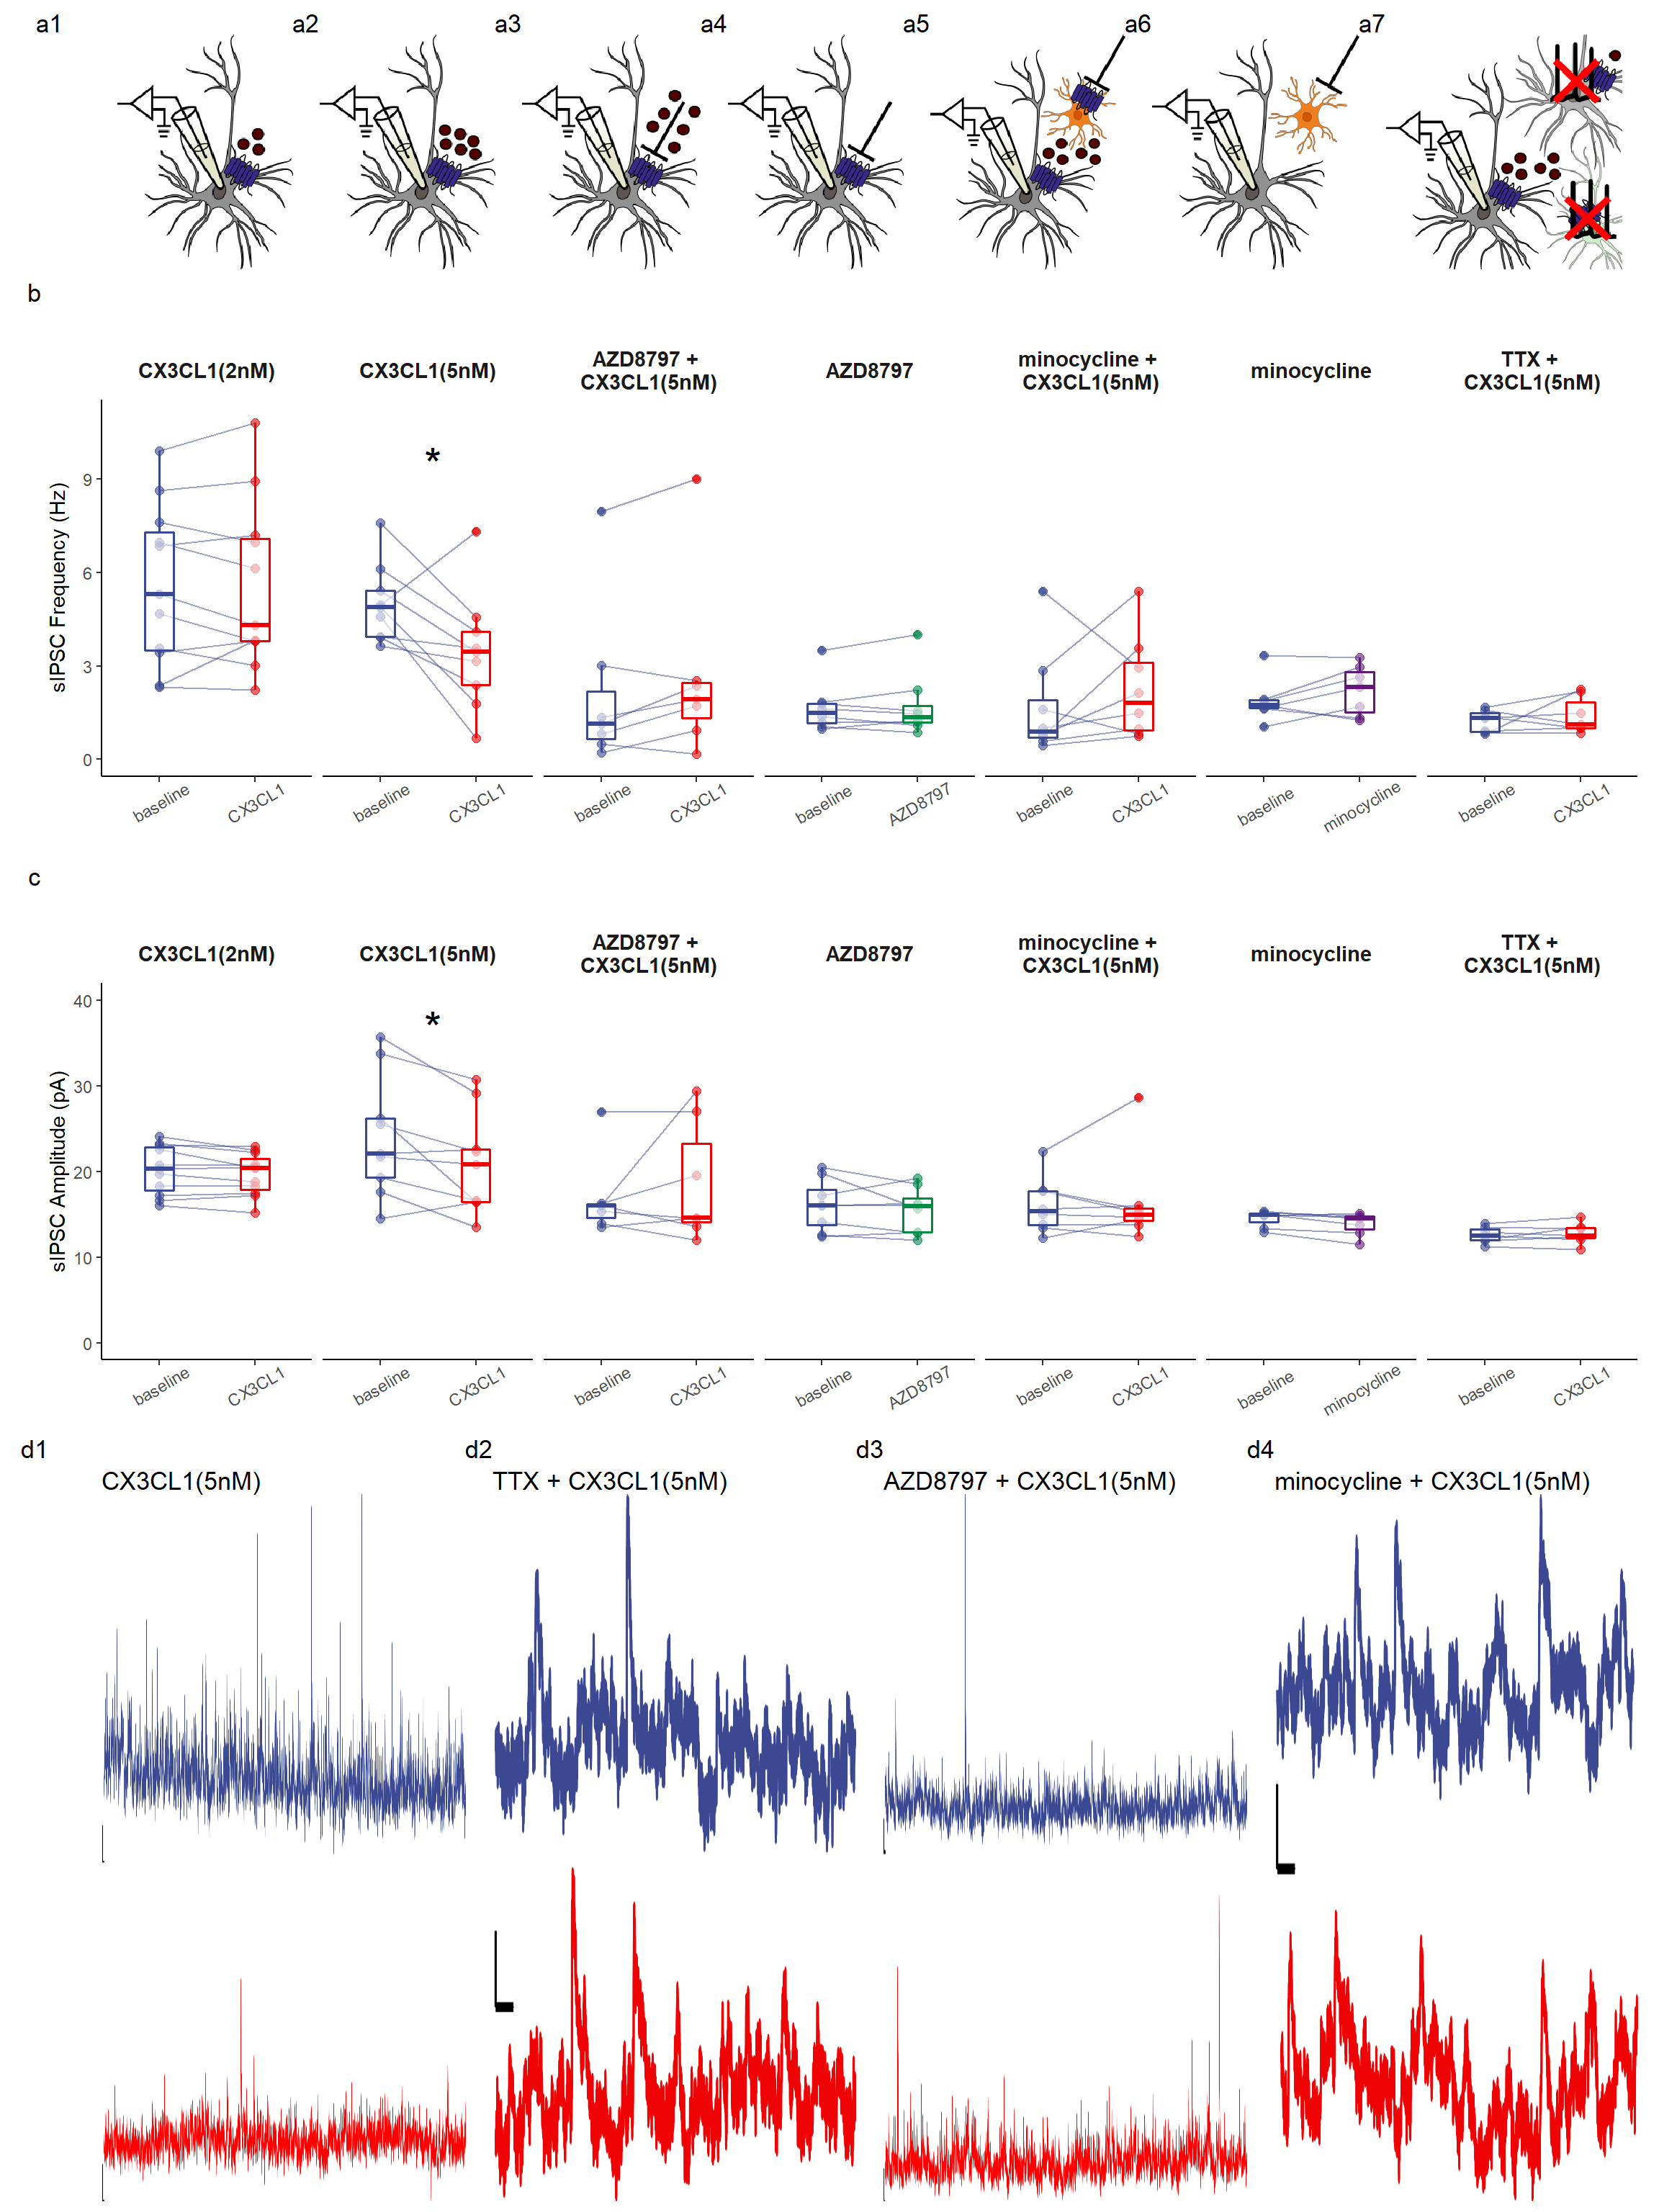 a1 a2 a3 a4 a5 a6 a7
b
CX3CL1(2nM)
CX3CL1(5nM)
AZD8797 +
CX3CL1(5nM)
AZD8797
minocycline +
CX3CL1(5nM)
minocycline
TTX +
CX3CL1(5nM)
sIPSC Frequency (Hz)
9
6
3
0
*
baseline CX3CL1
baseline CX3CL1
baseline CX3CL1
baseline AZD8797
baseline CX3CL1
baseline minocycline
baseline CX3CL1
c
CX3CL1(2nM)
CX3CL1(5nM)
AZD8797 +
CX3CL1(5nM)
AZD8797
minocycline +
CX3CL1(5nM)
minocycline
TTX +
CX3CL1(5nM)
sIPSC Amplitude (pA)
40
30
20
10
0
*
baseline CX3CL1
baseline CX3CL1
baseline CX3CL1
baseline AZD8797
baseline CX3CL1
baseline minocycline
baseline CX3CL1
d1 d2 d3 d4
CX3CL1(5nM)
TTX + CX3CL1(5nM)
AZD8797 + CX3CL1(5nM)
minocycline + CX3CL1(5nM)